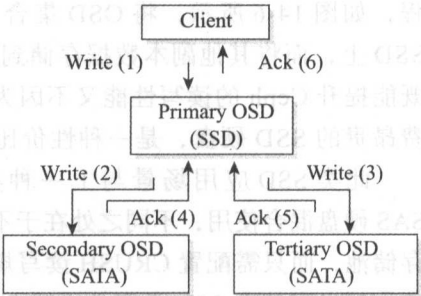 Client
Write (1)
Ack (6)
Primary OSD
(SSD)
Write (2)
Write (3)
Ack (4)
Ack (5)
Secondary OSD
(SATA)
Tertiary OSD
(SATA)